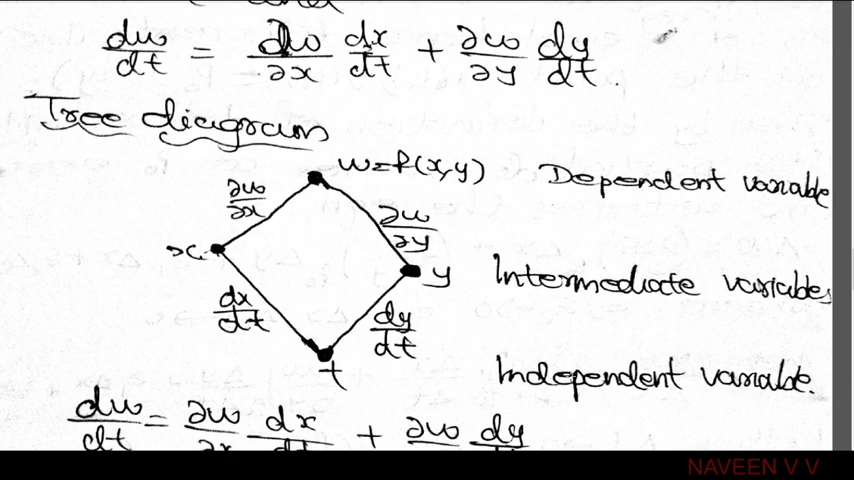 dw/dt = ∂w/∂x dx/dt + ∂w/∂y dy/dt.
Tree diagram
w=f(x,y) Dependent variable
∂w/∂x ∂w/∂y
x y Intermediate variables
dx/dt dy/dt
t Independent variable.
dw/dt = ∂w/∂x dx/dt + ∂w dy/dt
NAVEEN V V